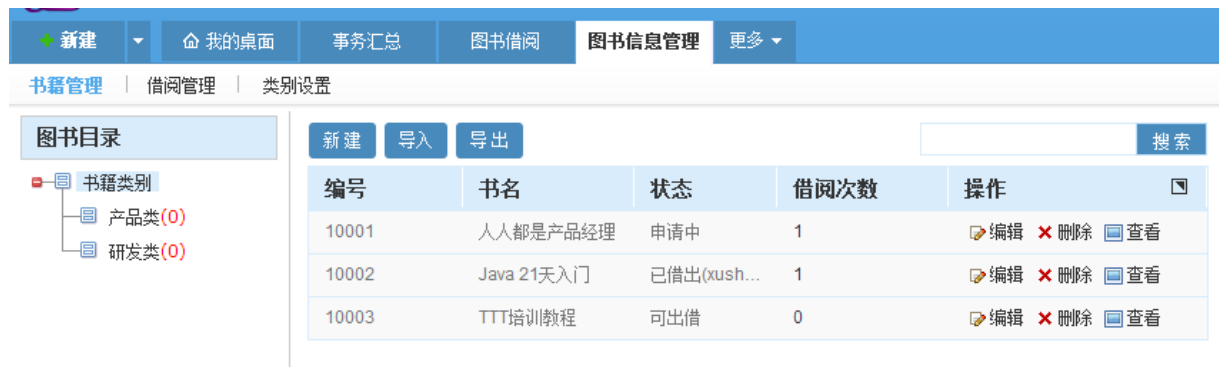 新建 我的桌面 事务汇总 图书借阅 图书信息管理 更多
书籍管理 借阅管理 类别设置
图书目录
书籍类别
产品类(0)
研发类(0)
新建 导入 导出 搜索
编号 书名 状态 借阅次数 操作
10001 人人都是产品经理 申请中 1 编辑 删除 查看
10002 Java 21天入门 已借出(xush... 1 编辑 删除 查看
10003 TTT培训教程 可出借 0 编辑 删除 查看